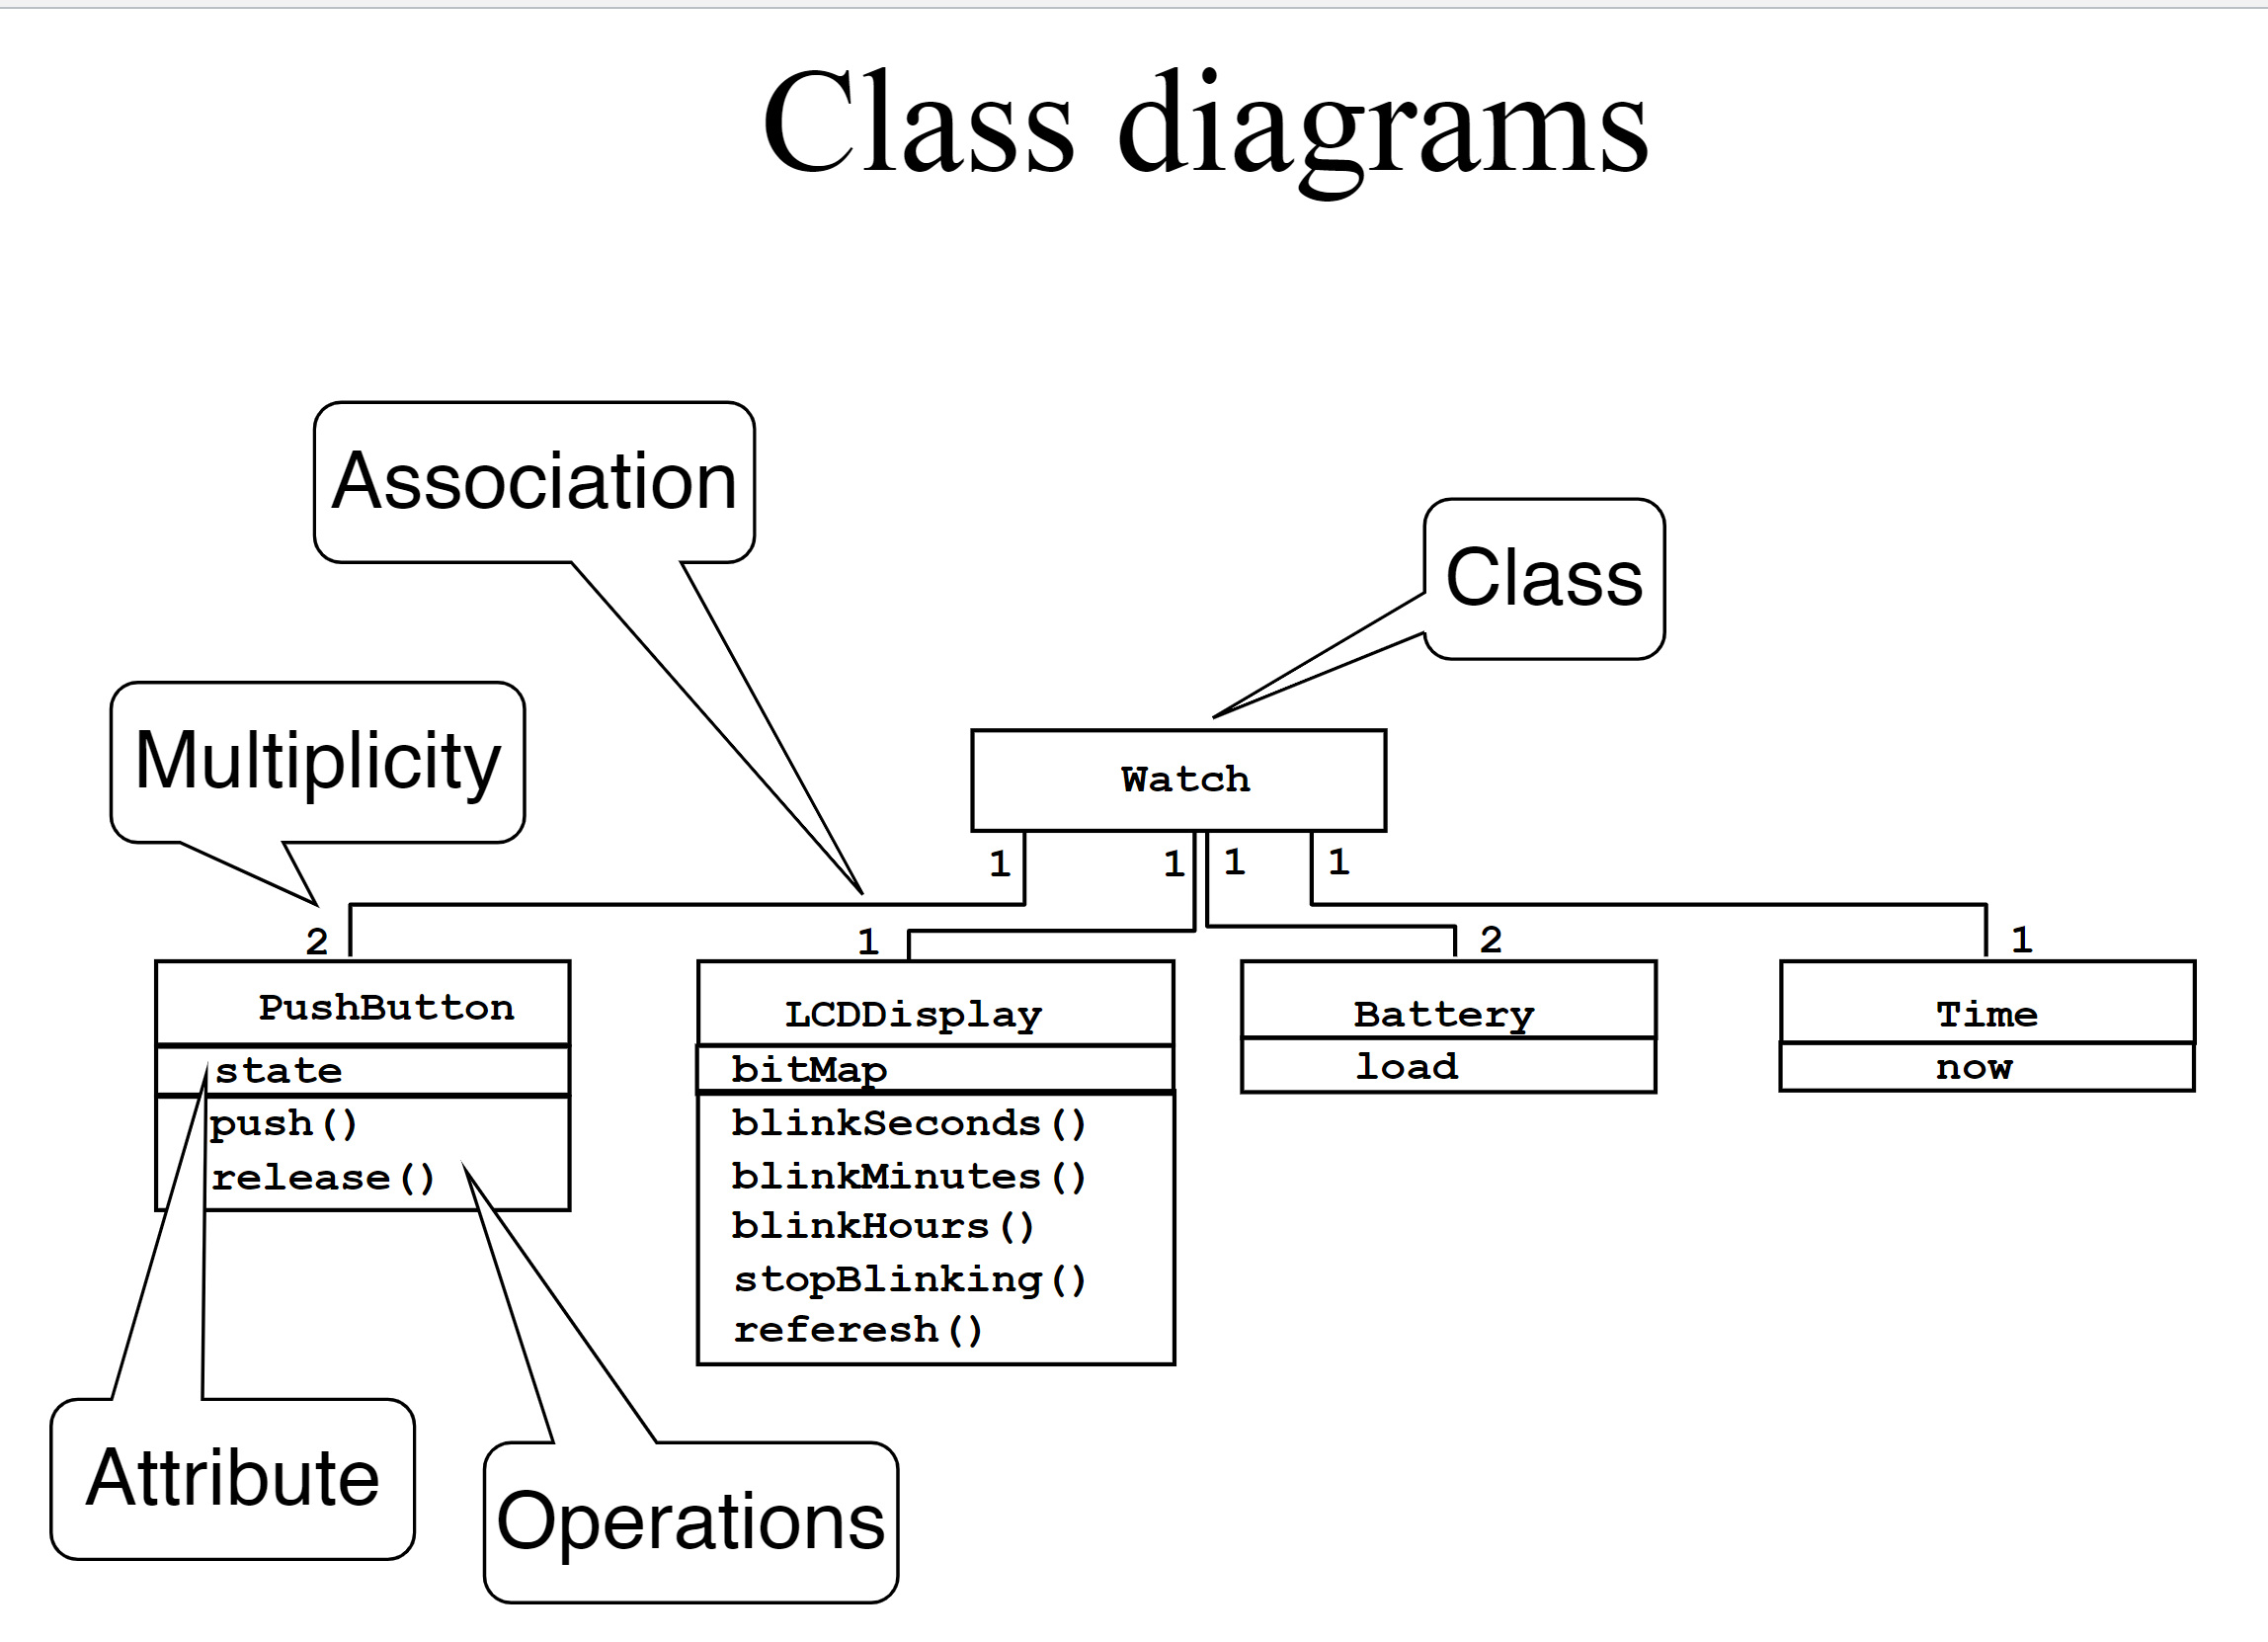 Class diagrams
Association
Class
Multiplicity
Watch
1
1
1
1
2
1
2
1
PushButton
LCDDisplay
Battery
Time
state
bitMap
load
now
push()
release()
blinkSeconds()
blinkMinutes()
blinkHours()
stopBlinking()
referesh()
Attribute
Operations